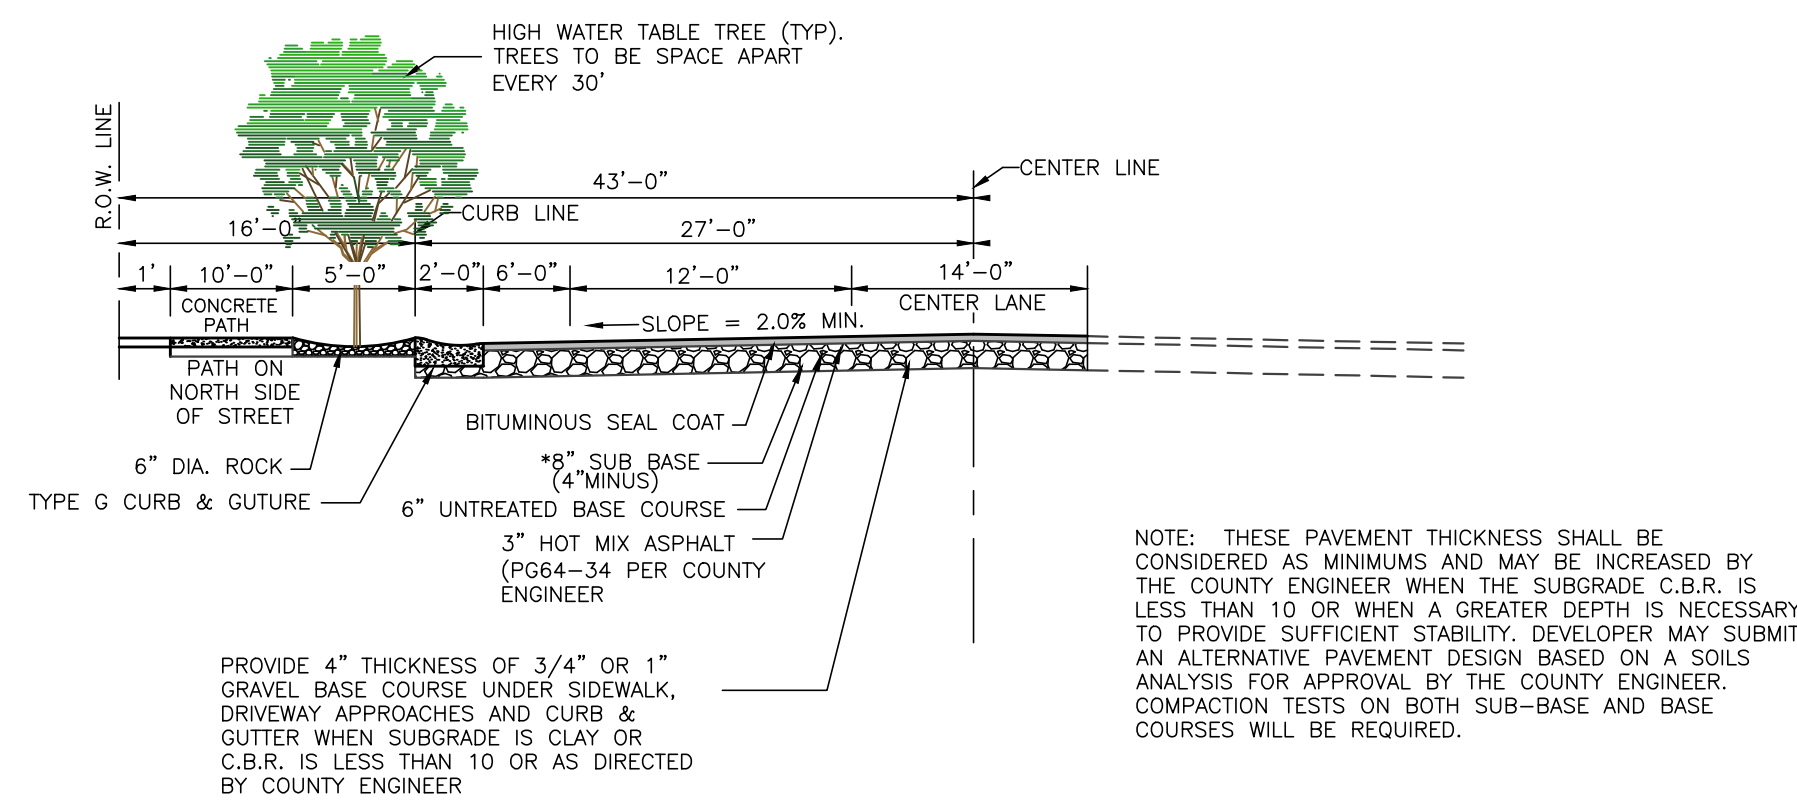 HIGH WATER TABLE TREE (TYP).
TREES TO BE SPACE APART
EVERY 30'
R.O.W. LINE
CENTER LINE
43'-0"
CURB LINE
16'-0"
27'-0"
1'
10'-0"
5'-0"
2'-0"
6'-0"
12'-0"
14'-0"
CONCRETE
PATH
CENTER LANE
SLOPE = 2.0% MIN.
PATH ON
NORTH SIDE
OF STREET
BITUMINOUS SEAL COAT
6" DIA. ROCK
*8" SUB BASE
(4"MINUS)
TYPE G CURB & GUTURE
6" UNTREATED BASE COURSE
3" HOT MIX ASPHALT
(PG64-34 PER COUNTY
ENGINEER
NOTE: THESE PAVEMENT THICKNESS SHALL BE
CONSIDERED AS MINIMUMS AND MAY BE INCREASED BY
THE COUNTY ENGINEER WHEN THE SUBGRADE C.B.R. IS
LESS THAN 10 OR WHEN A GREATER DEPTH IS NECESSARY
TO PROVIDE SUFFICIENT STABILITY. DEVELOPER MAY SUBMIT
AN ALTERNATIVE PAVEMENT DESIGN BASED ON A SOILS
ANALYSIS FOR APPROVAL BY THE COUNTY ENGINEER.
COMPACTION TESTS ON BOTH SUB-BASE AND BASE
COURSES WILL BE REQUIRED.
PROVIDE 4" THICKNESS OF 3/4" OR 1"
GRAVEL BASE COURSE UNDER SIDEWALK,
DRIVEWAY APPROACHES AND CURB &
GUTTER WHEN SUBGRADE IS CLAY OR
C.B.R. IS LESS THAN 10 OR AS DIRECTED
BY COUNTY ENGINEER